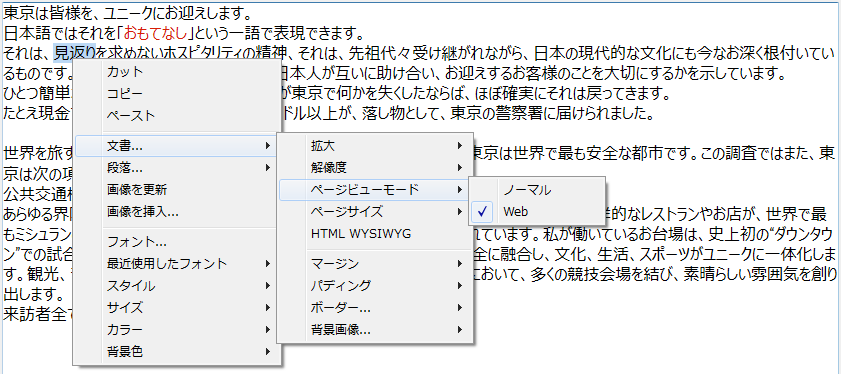 東京は皆様を、ユニークにお迎えします。
日本語ではそれを「おもてなし」という一語で表現できます。
それは、見返りを求めないホスピタリティの精神、それは、先祖代々受け継がれながら、日本の現代的な文化にも今なお深く根付いてい
るものです。 日本人が互いに助け合い、お迎えするお客様のことを大切にするかを示しています。
ひとつ簡単 が東京で何かを失くしたならば、ほぼ確実にそれは戻ってきます。
たとえ現金 ドル以上が、落し物として、東京の警察署に届けられました。
世界を旅す 東京は世界で最も安全な都市です。この調査ではまた、東
京は次の項
公共交通
あらゆる界 的なレストランやお店が、世界で最
もミシュラン れています。私が働いているお台場は、史上初の“ダウンタウ
ン”での試合 全に融合し、文化、生活、スポーツがユニークに一体化しま
す。観光、 において、多くの競技会場を結び、素晴らしい雰囲気を創り
出します。
来訪者全て
カット
コピー
ペースト
文書...
段落...
画像を更新
画像を挿入...
フォント...
最近使用したフォント
スタイル
サイズ
カラー
背景色
拡大
解像度
ページビューモード
ページサイズ
HTML WYSIWYG
マージン
パディング
ボーダー...
背景画像...
ノーマル
Web